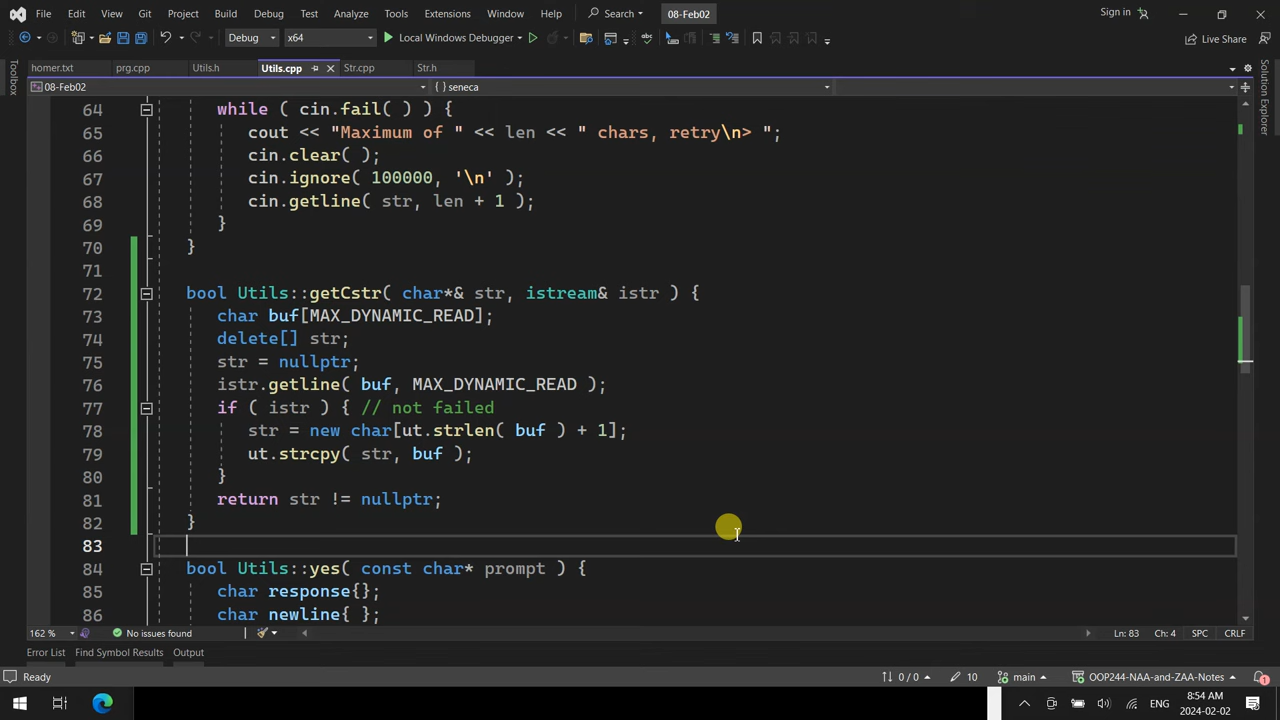 File Edit View Git Project Build Debug Test Analyze Tools Extensions Window Help Search 08-Feb02 Sign in
Debug x64 Local Windows Debugger Live Share
homer.txt prg.cpp Utils.h Utils.cpp Str.cpp Str.h
08-Feb02 { } seneca
Toolbox
Solution Explorer
64 while ( cin.fail( ) ) {
65 cout << "Maximum of " << len << " chars, retry\n> ";
66 cin.clear( );
67 cin.ignore( 100000, '\n' );
68 cin.getline( str, len + 1 );
69 }
70 }
71
72 bool Utils::getCstr( char*& str, istream& istr ) {
73 char buf[MAX_DYNAMIC_READ];
74 delete[] str;
75 str = nullptr;
76 istr.getline( buf, MAX_DYNAMIC_READ );
77 if ( istr ) { // not failed
78 str = new char[ut.strlen( buf ) + 1];
79 ut.strcpy( str, buf );
80 }
81 return str != nullptr;
82 }
83
84 bool Utils::yes( const char* prompt ) {
85 char response{};
86 char newline{ };
162 % No issues found Ln: 83 Ch: 4 SPC CRLF
Error List Find Symbol Results Output
Ready 0 / 0 10 main OOP244-NAA-and-ZAA-Notes 1
ENG 8:54 AM
2024-02-02